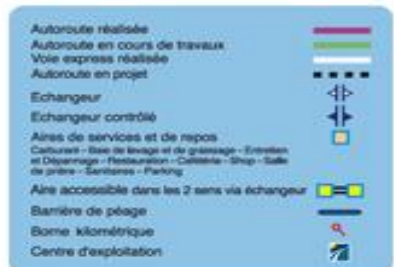 Autoroute réalisée
Autoroute en cours de travaux
Voie express réalisée
Autoroute en projet
Echangeur
Echangeur contrôlé
Aires de services et de repos
Carburant - Baie de lavage et de graissage - Entretien
et Dépannage - Restauration - Cafétéria - Shop - Salle
de prière - Sanitaires - Parking
Aire accessible dans les 2 sens via échangeur
Barrière de péage
Borne kilométrique
Centre d'exploitation